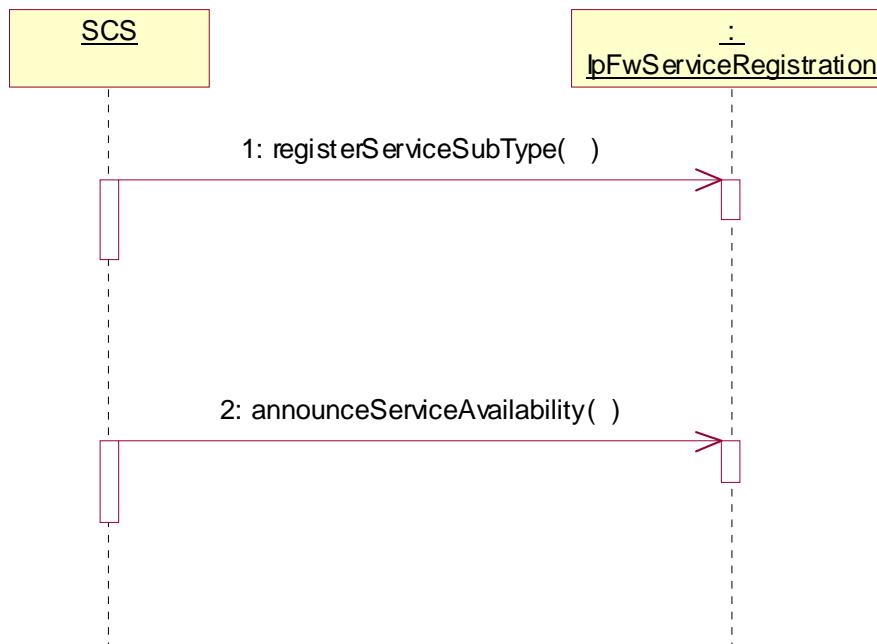 SCS
:
IpFwServiceRegistration
1: registerServiceSubType( )
2: announceServiceAvailability( )